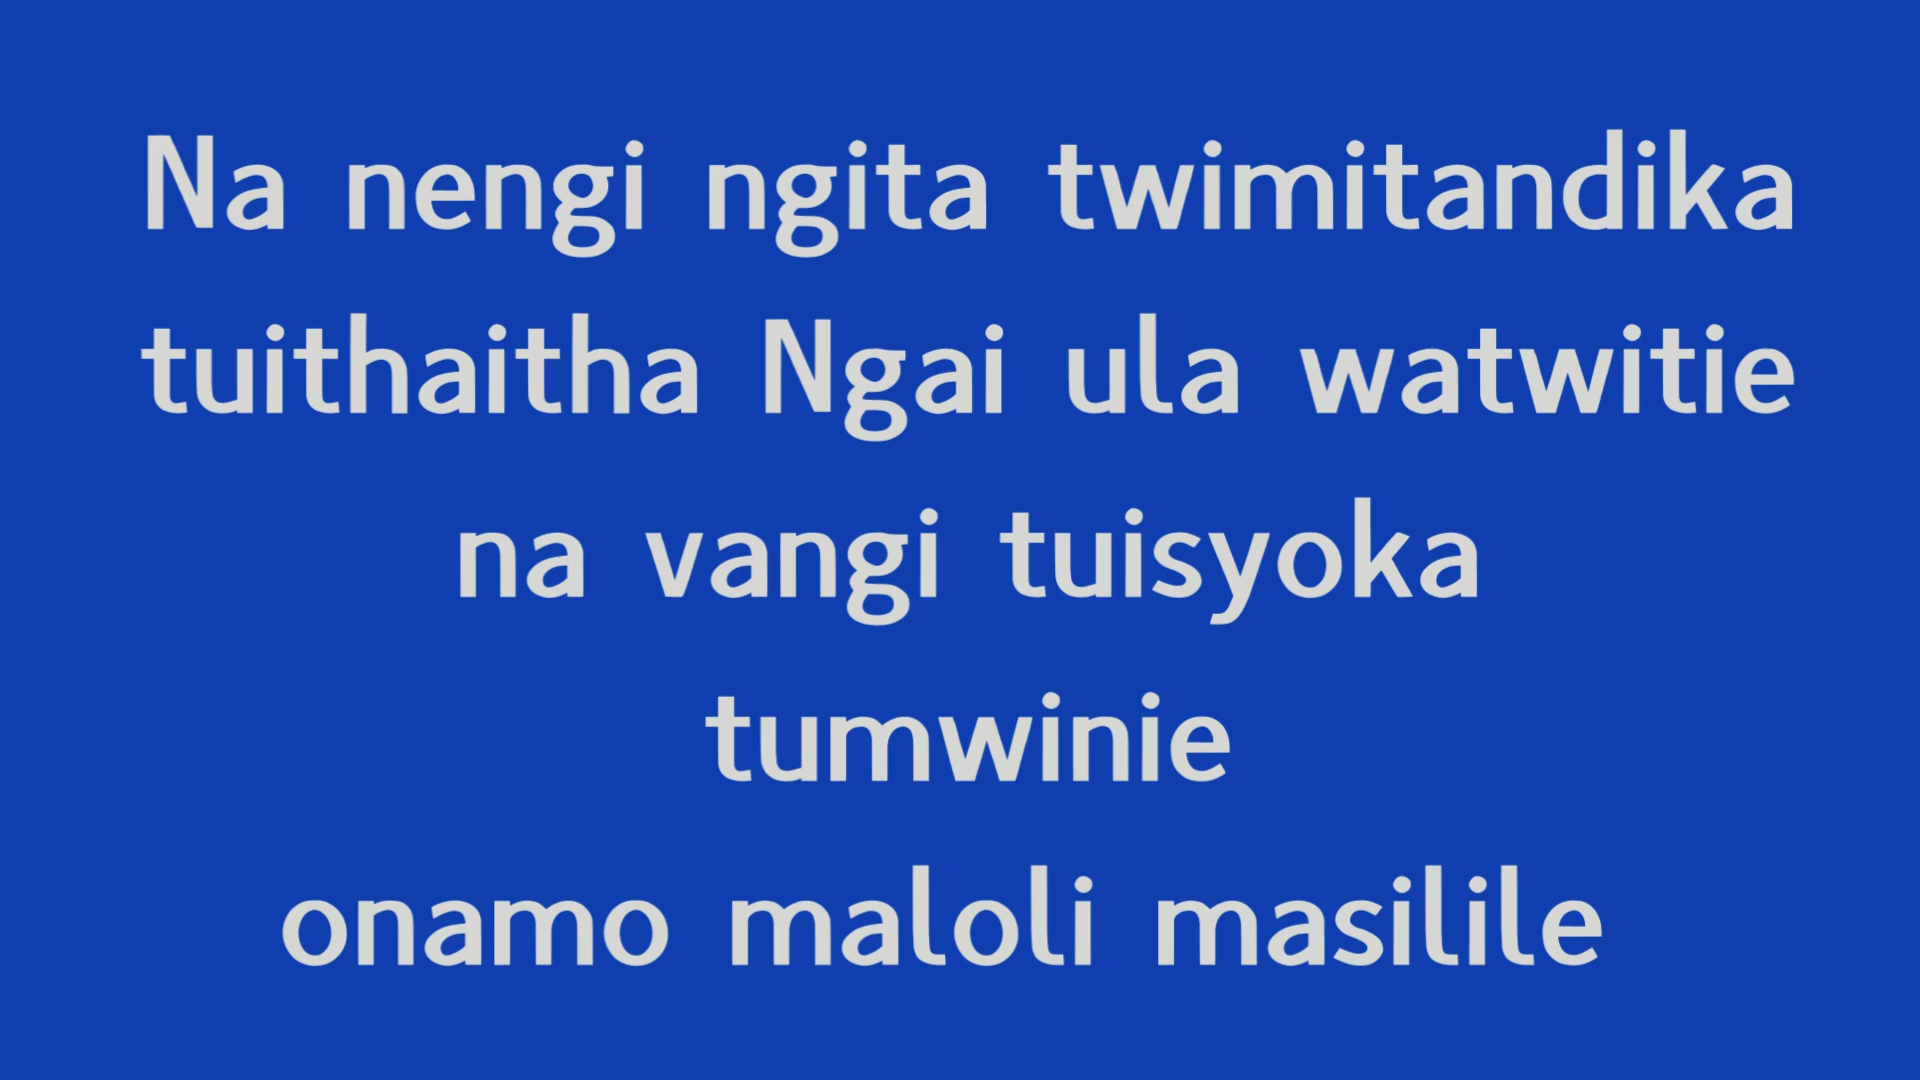 Na nengi ngita twimitandika
tuithaitha Ngai ula watwitie
na vangi tuisyoka
tumwinie
onamo maloli masilile